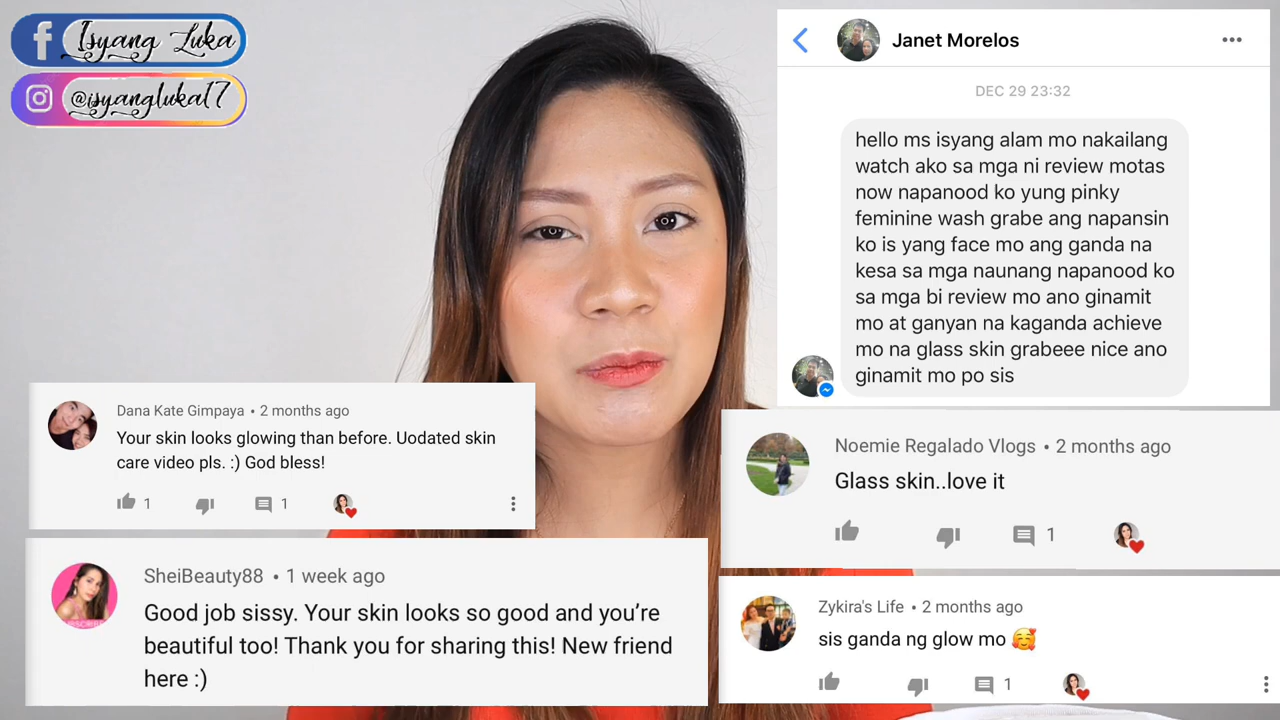 Isyang Luka
@isyangluka17
Janet Morelos
DEC 29 23:32
hello ms isyang alam mo nakailang
watch ako sa mga ni review motas
now napanood ko yung pinky
feminine wash grabe ang napansin
ko is yang face mo ang ganda na
kesa sa mga naunang napanood ko
sa mga bi review mo ano ginamit
mo at ganyan na kaganda achieve
mo na glass skin grabeee nice ano
ginamit mo po sis
Dana Kate Gimpaya • 2 months ago
Your skin looks glowing than before. Uodated skin
care video pls. :) God bless!
1 1
Noemie Regalado Vlogs • 2 months ago
Glass skin..love it
1
SheiBeauty88 • 1 week ago
Good job sissy. Your skin looks so good and you're
beautiful too! Thank you for sharing this! New friend
here :)
Zykira's Life • 2 months ago
sis ganda ng glow mo 🥰
1